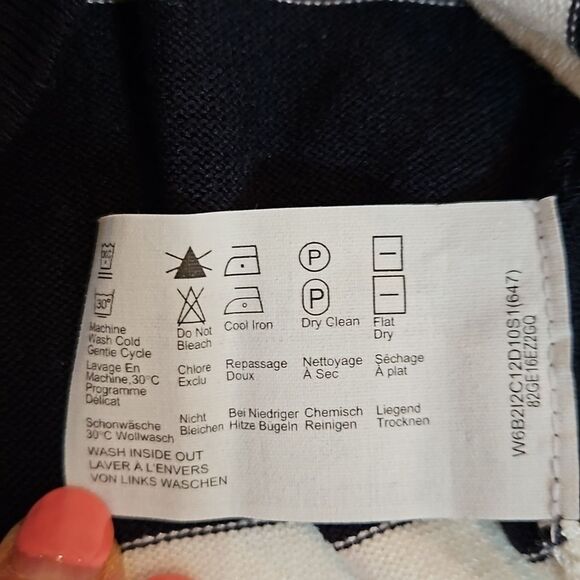 30°
P
P
Machine
Wash Cold
Gentle Cycle
Do Not
Bleach
Cool Iron
Dry Clean
Flat
Dry
Lavage En
Machine,30°C
Programme
Délicat
Chlore
Exclu
Repassage
Doux
Nettoyage
À Sec
Séchage
À plat
Schonwäsche
30°C Wollwasch
Nicht
Bleichen
Bei Niedriger
Hitze Bügeln
Chemisch
Reinigen
Liegend
Trocknen
WASH INSIDE OUT
LAVER À L'ENVERS
VON LINKS WASCHEN
W6B2I2C12D10S1(647)
82GE16EZ2GQ